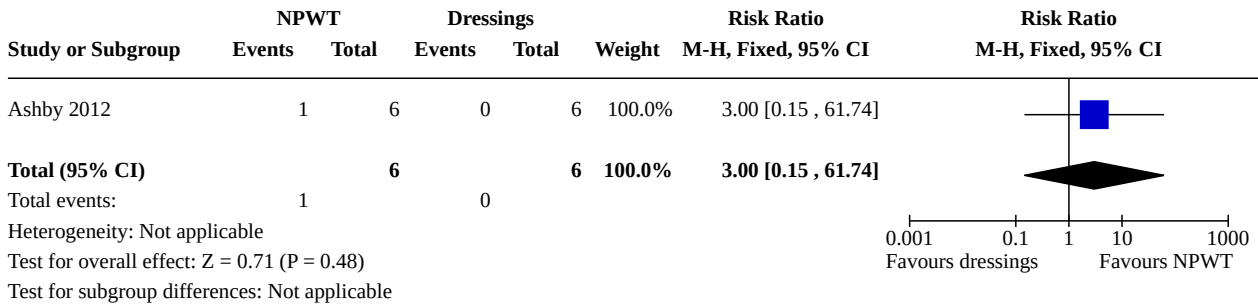 NPWT Dressings Risk Ratio Risk Ratio
Study or Subgroup Events Total Events Total Weight M-H, Fixed, 95% CI M-H, Fixed, 95% CI
Ashby 2012 1 6 0 6 100.0% 3.00 [0.15 , 61.74]
Total (95% CI) 6 6 100.0% 3.00 [0.15 , 61.74]
Total events: 1 0
Heterogeneity: Not applicable
0.001 0.1 1 10 1000
Test for overall effect: Z = 0.71 (P = 0.48) Favours dressings Favours NPWT
Test for subgroup differences: Not applicable